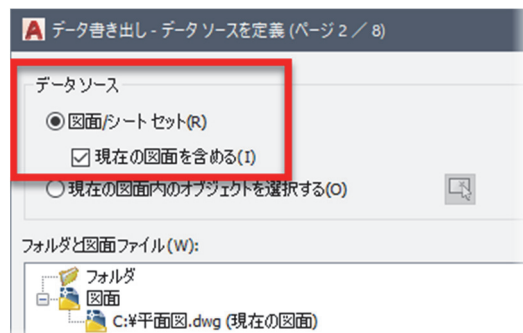 データ書き出し - データ ソースを定義 (ページ 2 ／ 8)
データ ソース
図面/シート セット(R)
現在の図面を含める(I)
現在の図面内のオブジェクトを選択する(O)
フォルダと図面ファイル(W):
フォルダ
図面
C:¥平面図.dwg (現在の図面)